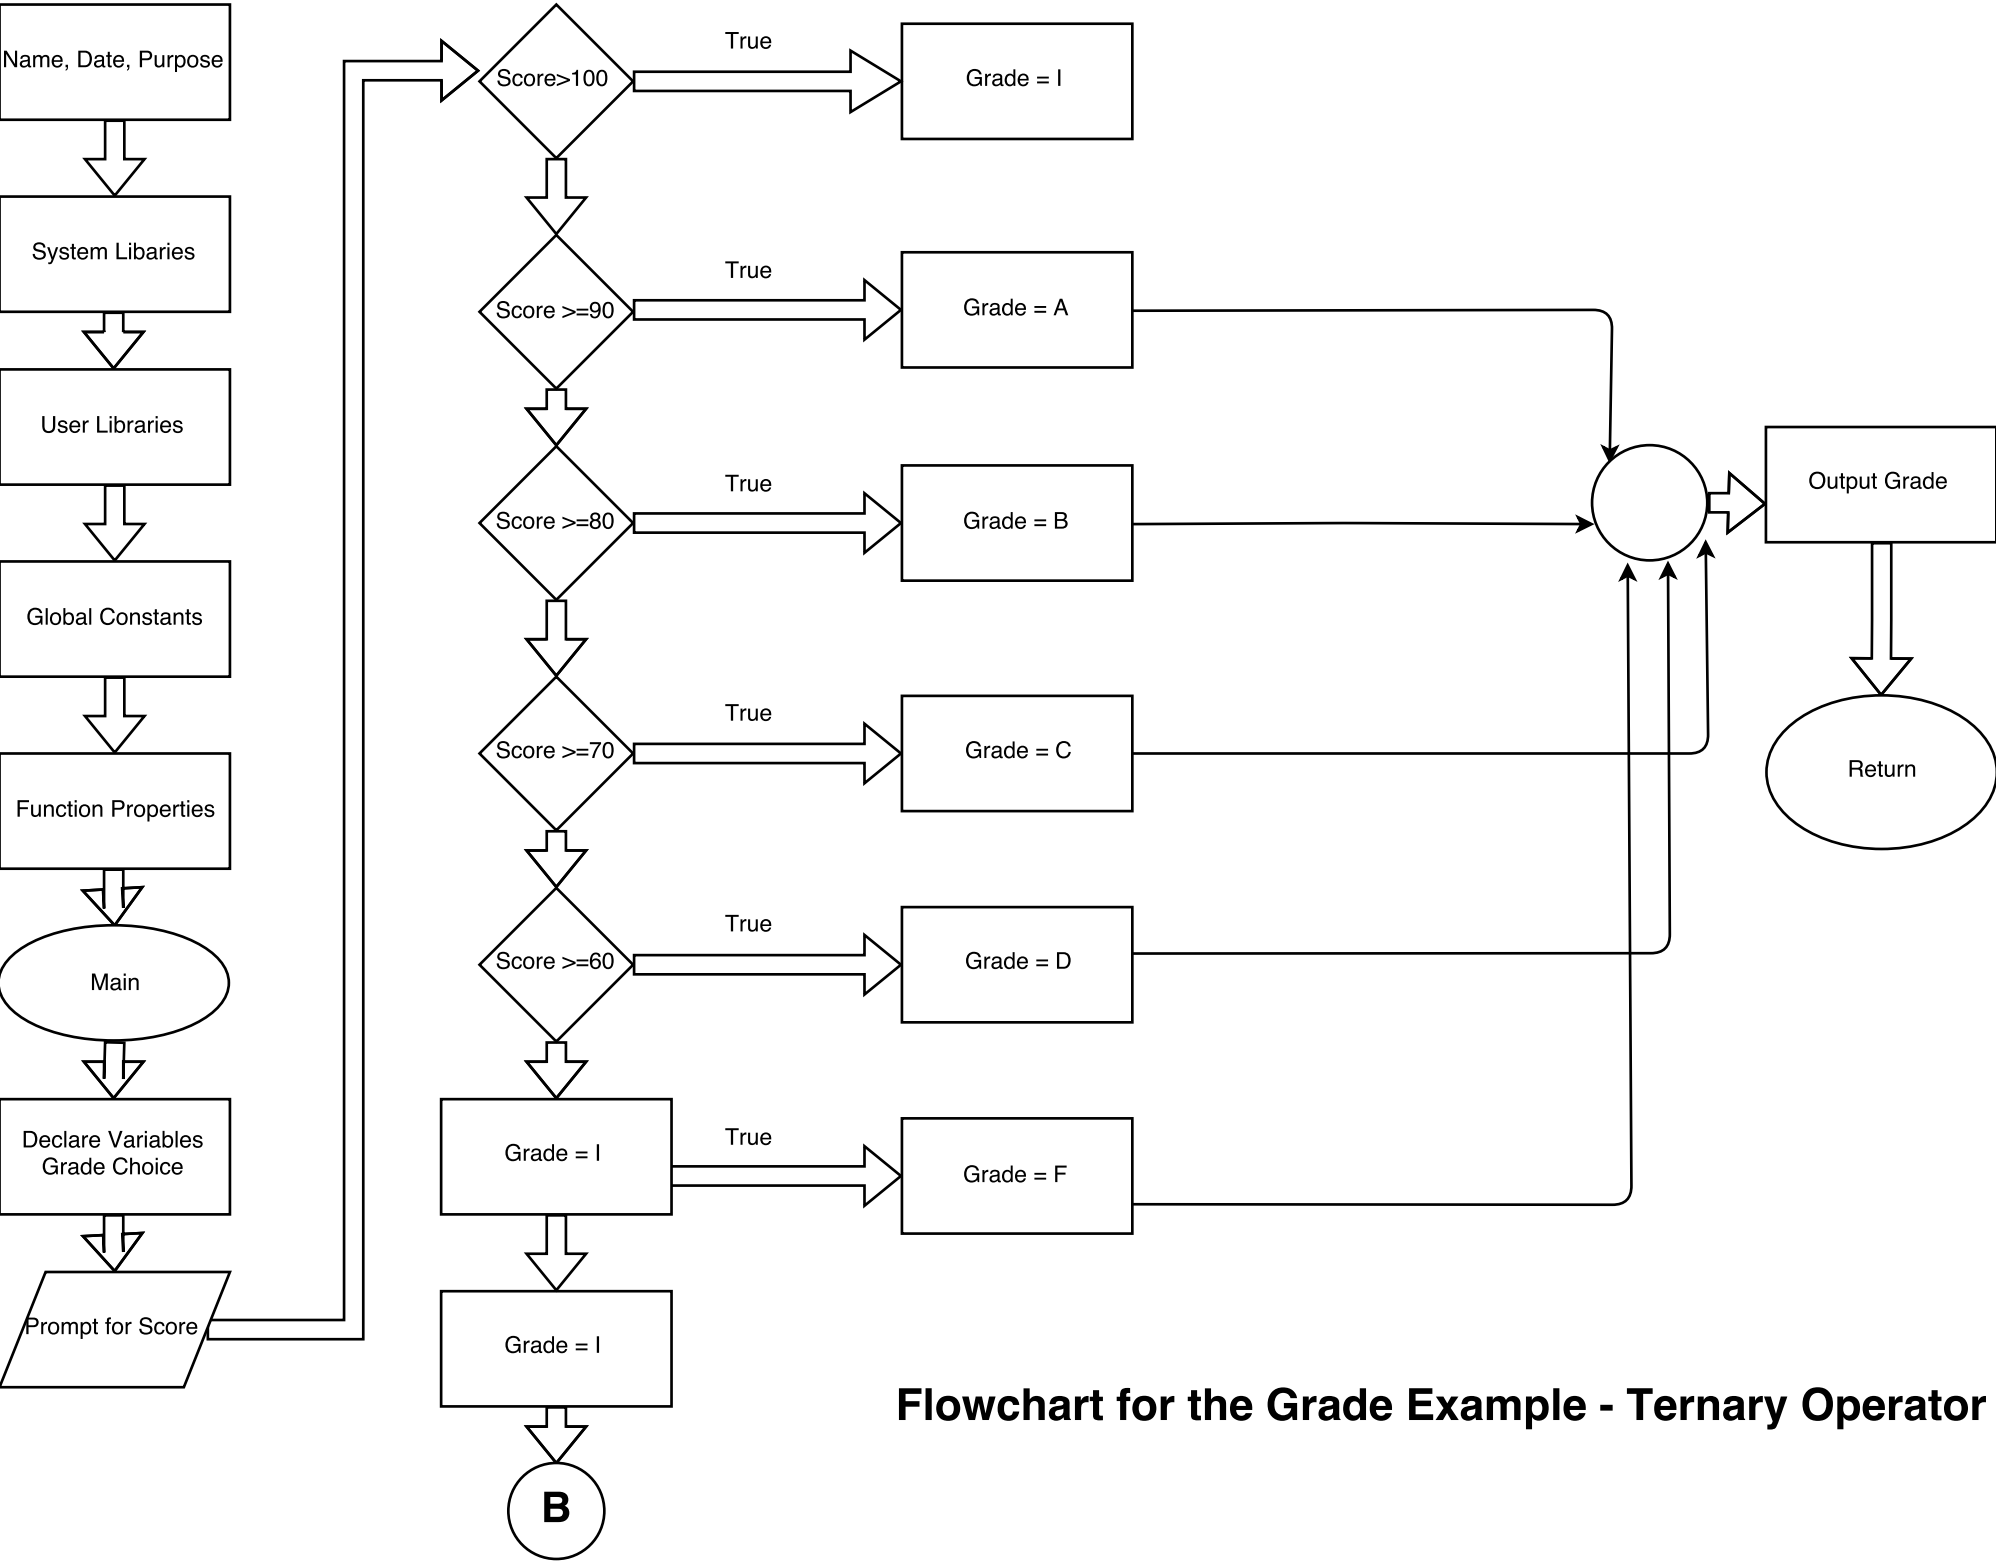 Name, Date, Purpose
System Libaries
User Libraries
Global Constants
Function Properties
Main
Declare Variables
Grade Choice
Prompt for Score
Score>100
True
Grade = I
Score >=90
True
Grade = A
Score >=80
True
Grade = B
Score >=70
True
Grade = C
Score >=60
True
Grade = D
Grade = I
True
Grade = F
Grade = I
B
Output Grade
Return
Flowchart for the Grade Example - Ternary Operator